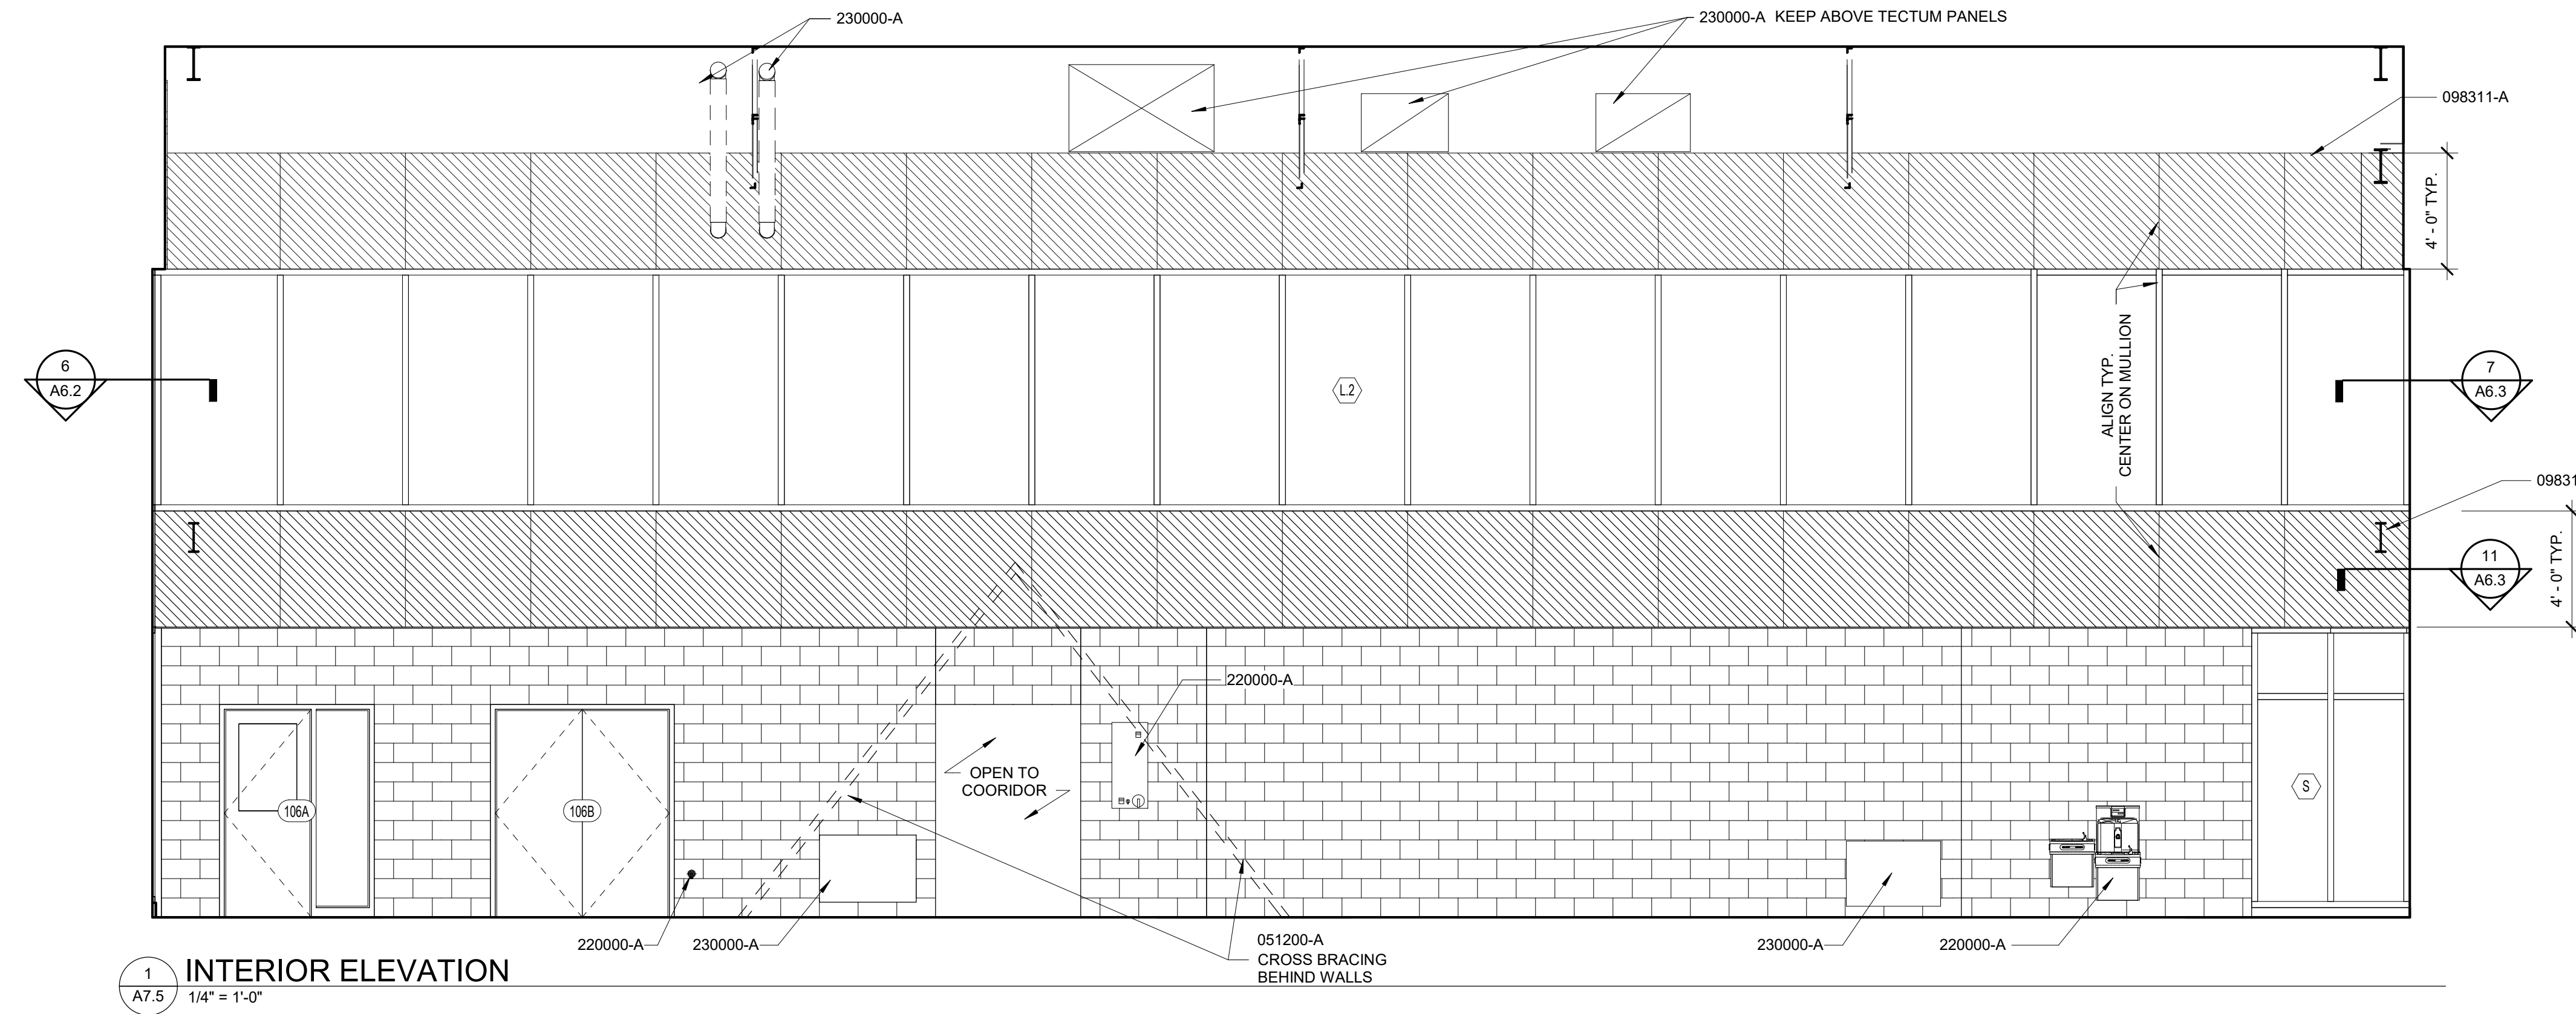 230000-A
230000-A KEEP ABOVE TECTUM PANELS
098311-A
4' - 0" TYP.
6
A6.2
L.2
ALIGN TYP.
CENTER ON MULLION
7
A6.3
09831
11
A6.3
4' - 0" TYP.
220000-A
OPEN TO
COORIDOR
106A
106B
S
220000-A
230000-A
051200-A
CROSS BRACING
BEHIND WALLS
230000-A
220000-A
1
A7.5
INTERIOR ELEVATION
1/4" = 1'-0"